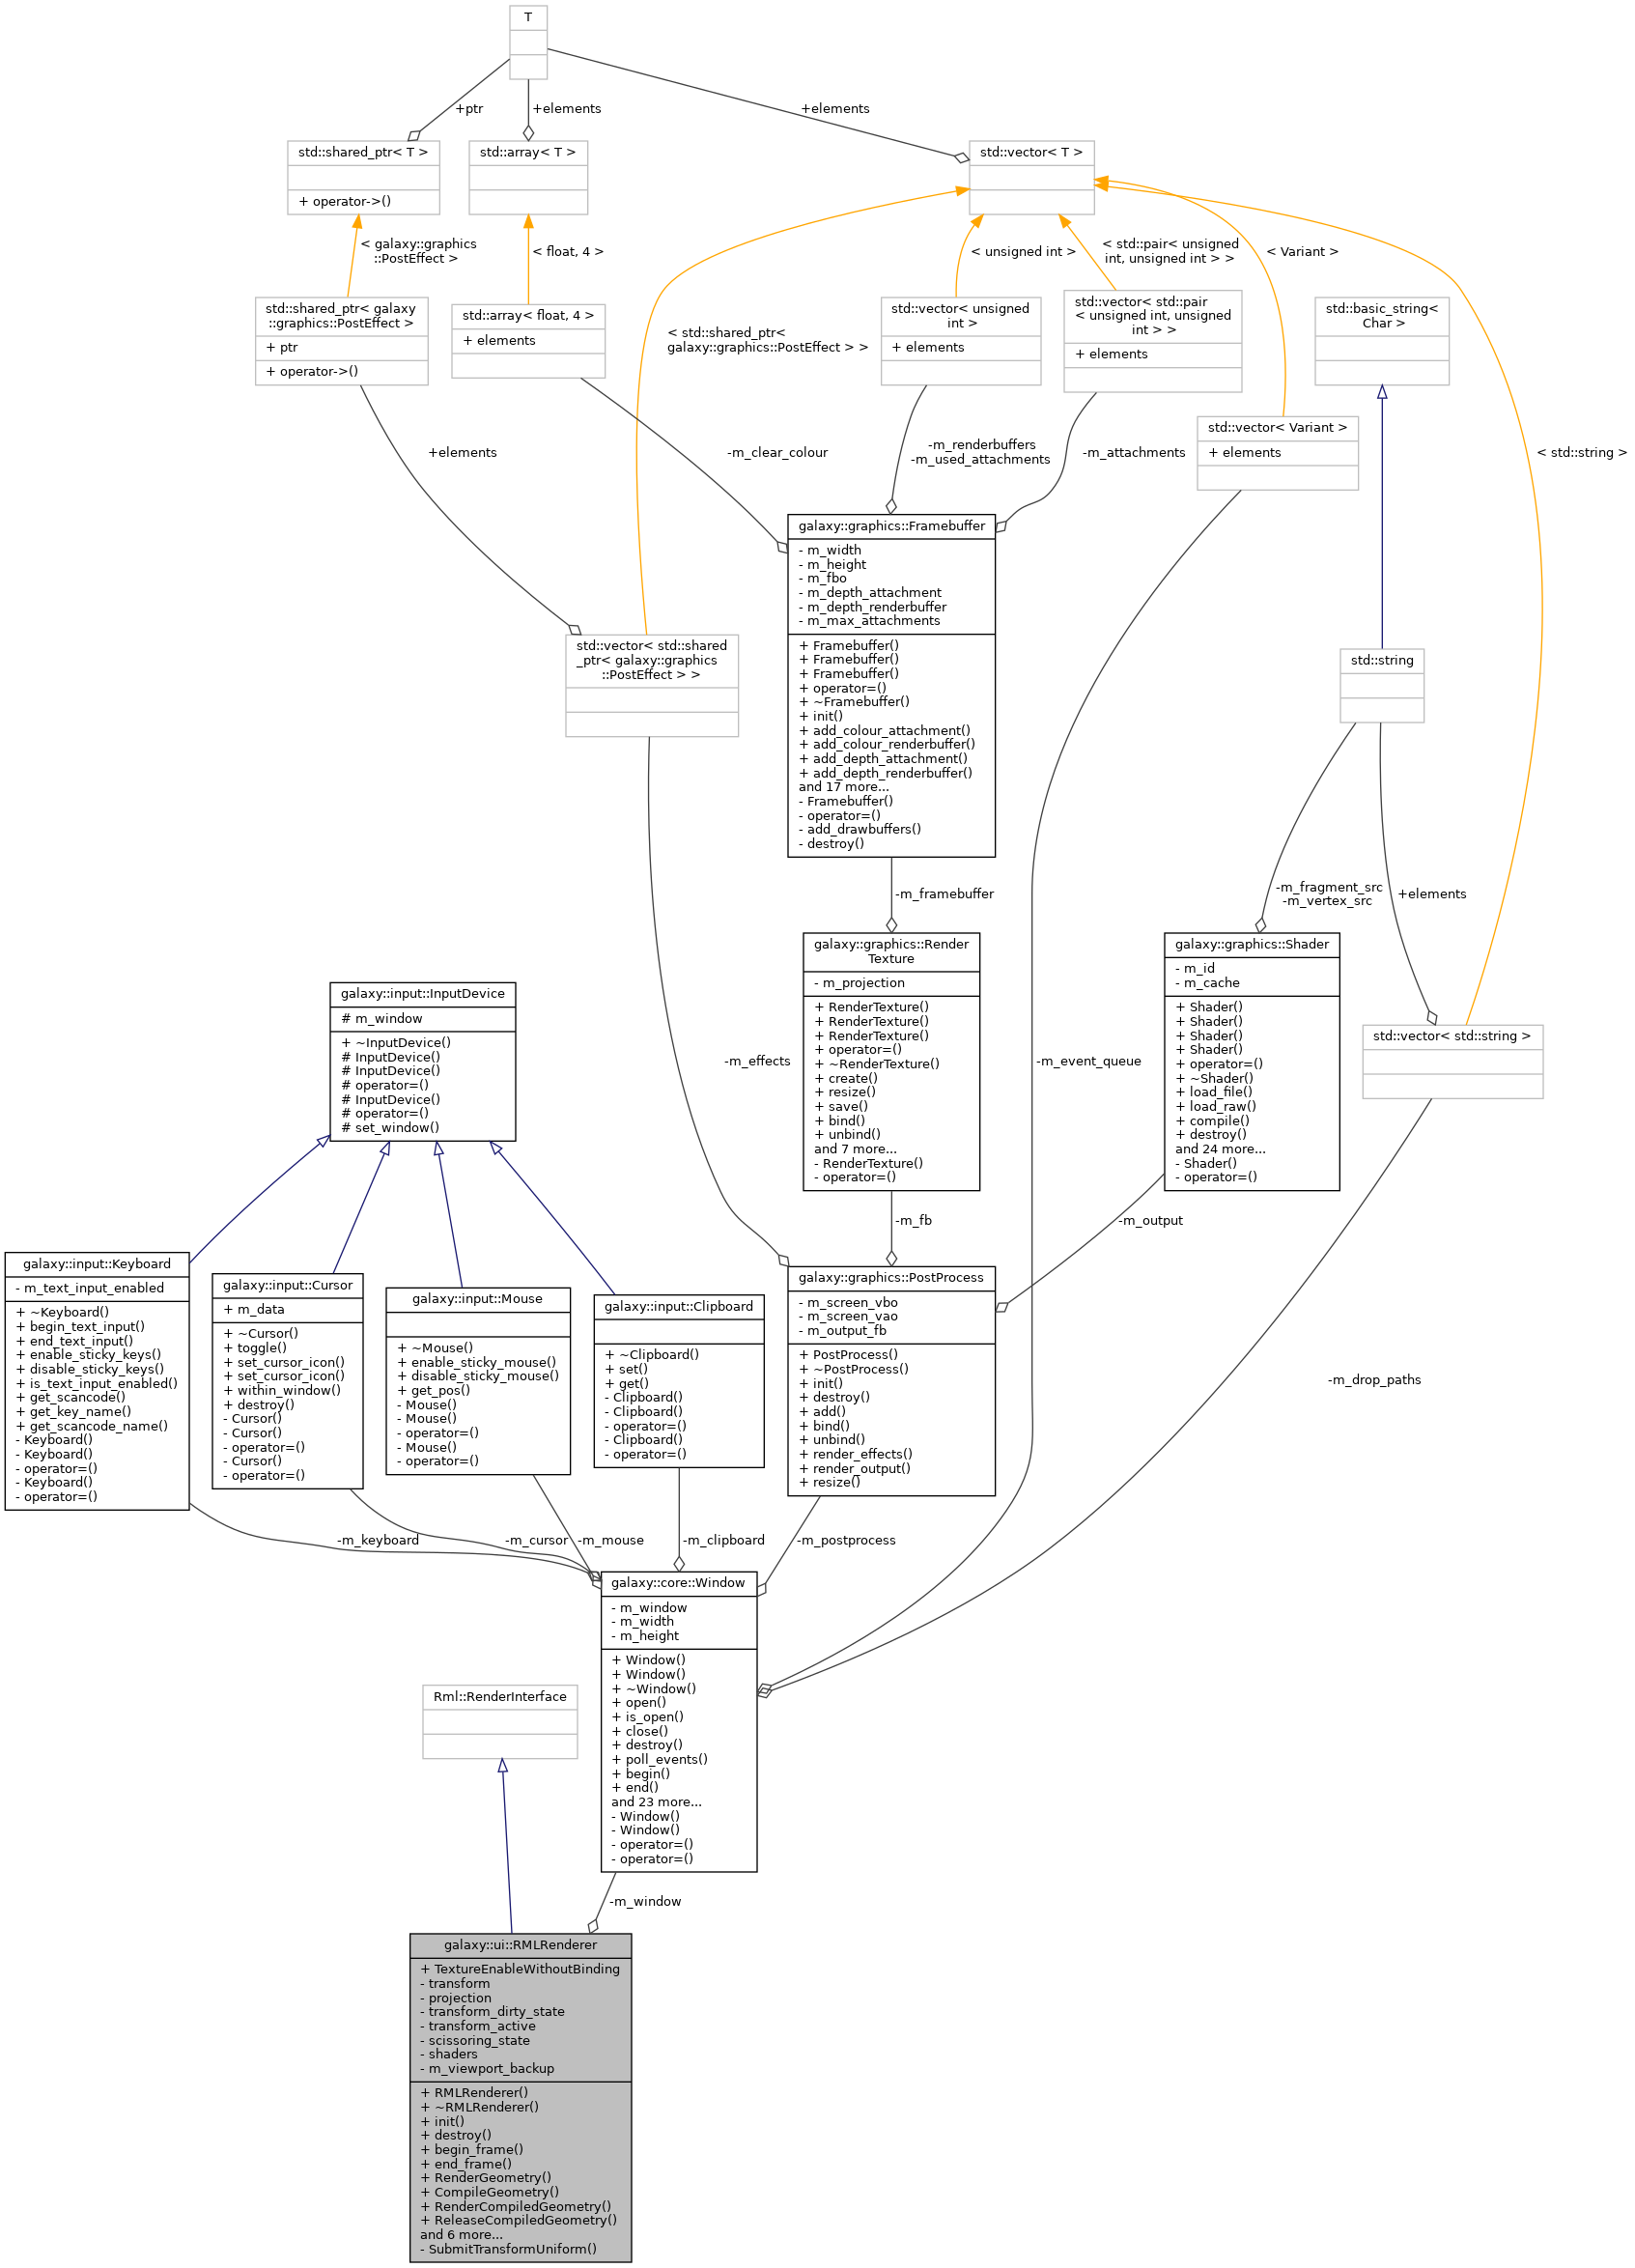 T
+ptr
+elements
+elements
std::shared_ptr< T >
+ operator->()
std::array< T >
std::vector< T >
< galaxy::graphics
::PostEffect >
< float, 4 >
< unsigned int >
< std::pair< unsigned
int, unsigned int > >
< Variant >
std::shared_ptr< galaxy
::graphics::PostEffect >
+ ptr
+ operator->()
std::array< float, 4 >
+ elements
< std::shared_ptr<
galaxy::graphics::PostEffect > >
std::vector< unsigned
int >
+ elements
std::vector< std::pair
< unsigned int, unsigned
int > >
+ elements
std::basic_string<
Char >
std::vector< Variant >
+ elements
+elements
-m_clear_colour
-m_renderbuffers
-m_used_attachments
-m_attachments
< std::string >
galaxy::graphics::Framebuffer
- m_width
- m_height
- m_fbo
- m_depth_attachment
- m_depth_renderbuffer
- m_max_attachments
+ Framebuffer()
+ Framebuffer()
+ Framebuffer()
+ operator=()
+ ~Framebuffer()
+ init()
+ add_colour_attachment()
+ add_colour_renderbuffer()
+ add_depth_attachment()
+ add_depth_renderbuffer()
and 17 more...
- Framebuffer()
- operator=()
- add_drawbuffers()
- destroy()
std::vector< std::shared
_ptr< galaxy::graphics
::PostEffect > >
std::string
-m_framebuffer
-m_fragment_src
-m_vertex_src
+elements
galaxy::graphics::Render
Texture
- m_projection
+ RenderTexture()
+ RenderTexture()
+ RenderTexture()
+ operator=()
+ ~RenderTexture()
+ create()
+ resize()
+ save()
+ bind()
+ unbind()
and 7 more...
- RenderTexture()
- operator=()
galaxy::graphics::Shader
- m_id
- m_cache
+ Shader()
+ Shader()
+ Shader()
+ Shader()
+ operator=()
+ ~Shader()
+ load_file()
+ load_raw()
+ compile()
+ destroy()
and 24 more...
- Shader()
- operator=()
std::vector< std::string >
galaxy::input::InputDevice
# m_window
+ ~InputDevice()
# InputDevice()
# InputDevice()
# operator=()
# InputDevice()
# operator=()
# set_window()
-m_effects
-m_event_queue
-m_fb
-m_output
galaxy::input::Keyboard
- m_text_input_enabled
+ ~Keyboard()
+ begin_text_input()
+ end_text_input()
+ enable_sticky_keys()
+ disable_sticky_keys()
+ is_text_input_enabled()
+ get_scancode()
+ get_key_name()
+ get_scancode_name()
- Keyboard()
- Keyboard()
- operator=()
- Keyboard()
- operator=()
galaxy::input::Cursor
+ m_data
+ ~Cursor()
+ toggle()
+ set_cursor_icon()
+ set_cursor_icon()
+ within_window()
+ destroy()
- Cursor()
- Cursor()
- operator=()
- Cursor()
- operator=()
galaxy::input::Mouse
+ ~Mouse()
+ enable_sticky_mouse()
+ disable_sticky_mouse()
+ get_pos()
- Mouse()
- Mouse()
- operator=()
- Mouse()
- operator=()
galaxy::input::Clipboard
+ ~Clipboard()
+ set()
+ get()
- Clipboard()
- Clipboard()
- operator=()
- Clipboard()
- operator=()
galaxy::graphics::PostProcess
- m_screen_vbo
- m_screen_vao
- m_output_fb
+ PostProcess()
+ ~PostProcess()
+ init()
+ destroy()
+ add()
+ bind()
+ unbind()
+ render_effects()
+ render_output()
+ resize()
-m_drop_paths
-m_keyboard
-m_cursor
-m_mouse
-m_clipboard
-m_postprocess
galaxy::core::Window
- m_window
- m_width
- m_height
+ Window()
+ Window()
+ ~Window()
+ open()
+ is_open()
+ close()
+ destroy()
+ poll_events()
+ begin()
+ end()
and 23 more...
- Window()
- Window()
- operator=()
- operator=()
Rml::RenderInterface
-m_window
galaxy::ui::RMLRenderer
+ TextureEnableWithoutBinding
- transform
- projection
- transform_dirty_state
- transform_active
- scissoring_state
- shaders
- m_viewport_backup
+ RMLRenderer()
+ ~RMLRenderer()
+ init()
+ destroy()
+ begin_frame()
+ end_frame()
+ RenderGeometry()
+ CompileGeometry()
+ RenderCompiledGeometry()
+ ReleaseCompiledGeometry()
and 6 more...
- SubmitTransformUniform()